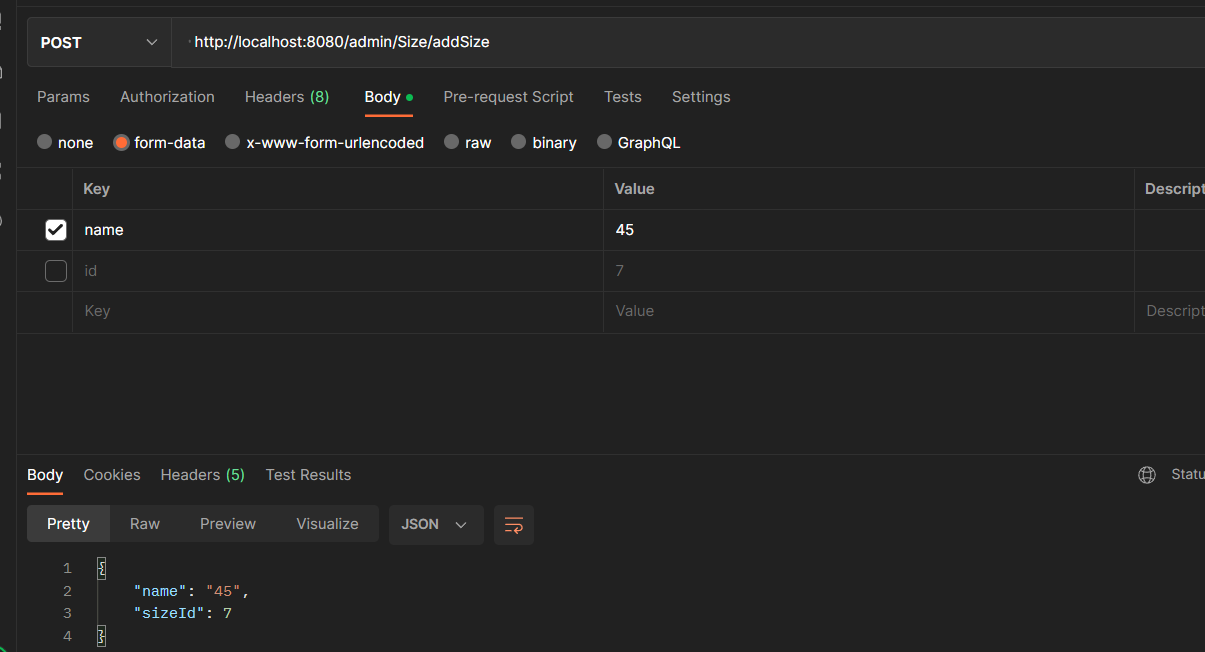 POST http://localhost:8080/admin/Size/addSize
Params Authorization Headers (8) Body Pre-request Script Tests Settings
none form-data x-www-form-urlencoded raw binary GraphQL
Key Value Descript
name 45
id 7
Key Value Descript
Body Cookies Headers (5) Test Results Statu
Pretty Raw Preview Visualize JSON
1 {
2 "name": "45",
3 "sizeId": 7
4 }